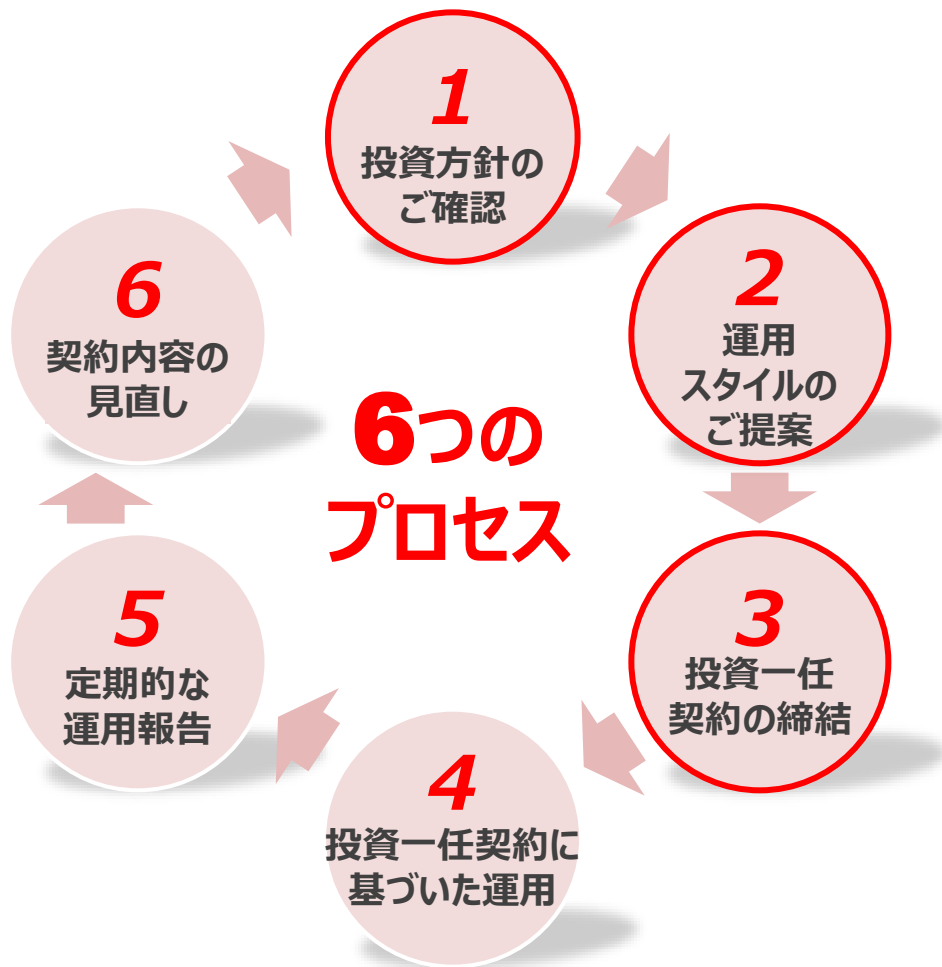 1
投資方針の
ご確認
2
運用
スタイルの
ご提案
3
投資一任
契約の締結
4
投資一任契約に
基づいた運用
5
定期的な
運用報告
6
契約内容の
見直し
6つの
プロセス